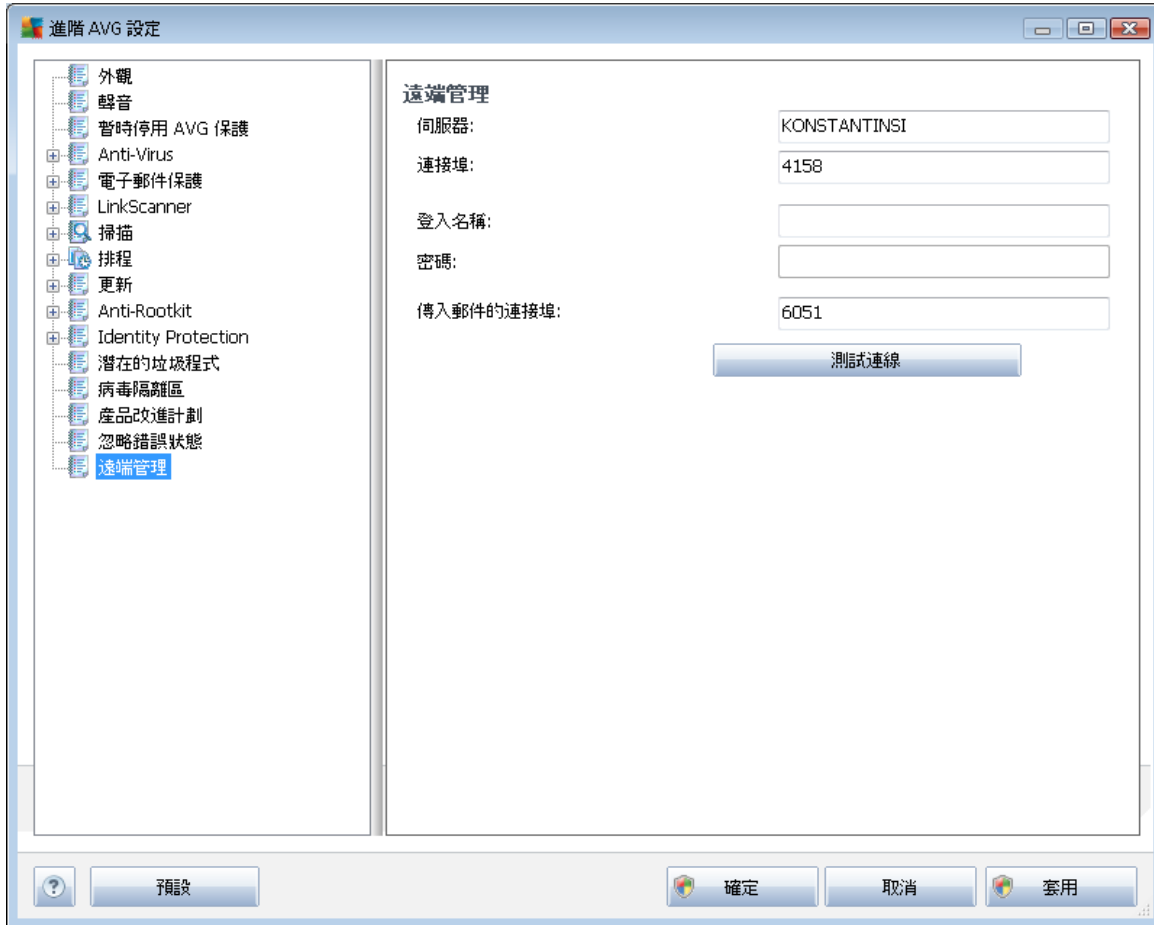 進階 AVG 設定
外觀
聲音
暫時停用 AVG 保護
Anti-Virus
電子郵件保護
LinkScanner
掃描
排程
更新
Anti-Rootkit
Identity Protection
潛在的垃圾程式
病毒隔離區
產品改進計劃
忽略錯誤狀態
遠端管理
遠端管理
伺服器: KONSTANTINSI
連接埠: 4158
登入名稱:
密碼:
傳入郵件的連接埠: 6051
測試連線
? 預設 確定 取消 套用